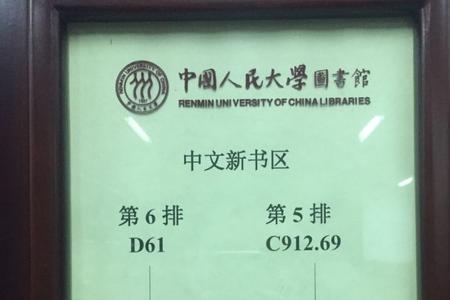 中國人民大學圖書館
RENMIN UNIVERSITY OF CHINA LIBRARIES
中文新书区
第 6 排 第 5 排
D61 C912.69